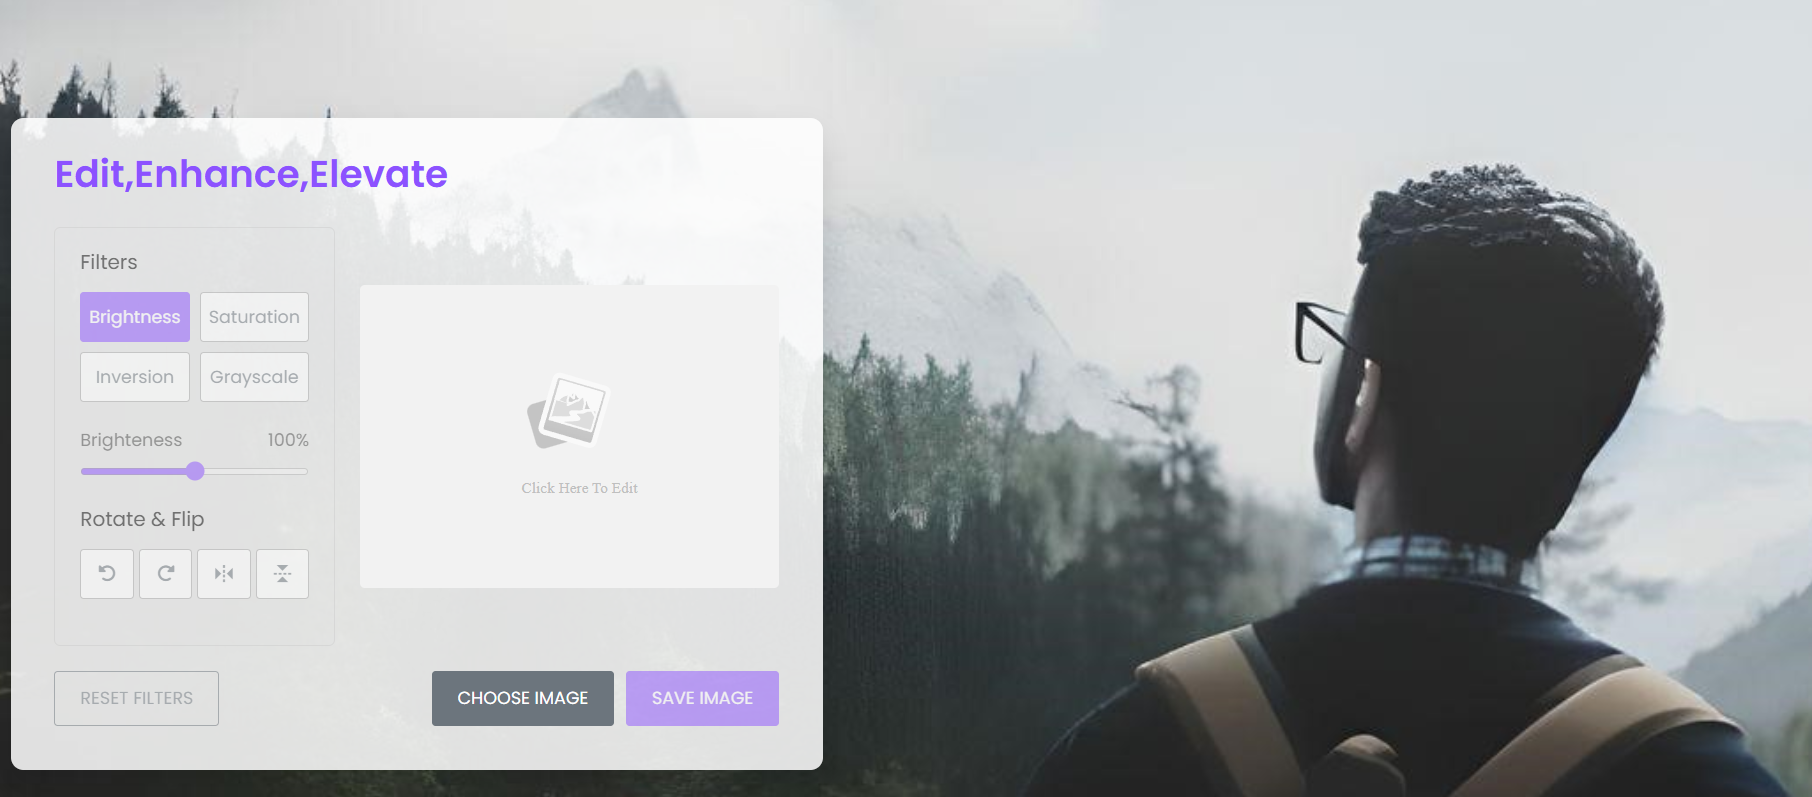 Edit,Enhance,Elevate
Filters
Brightness
Saturation
Inversion
Grayscale
Brighteness
100%
Rotate & Flip
Click Here To Edit
RESET FILTERS
CHOOSE IMAGE
SAVE IMAGE